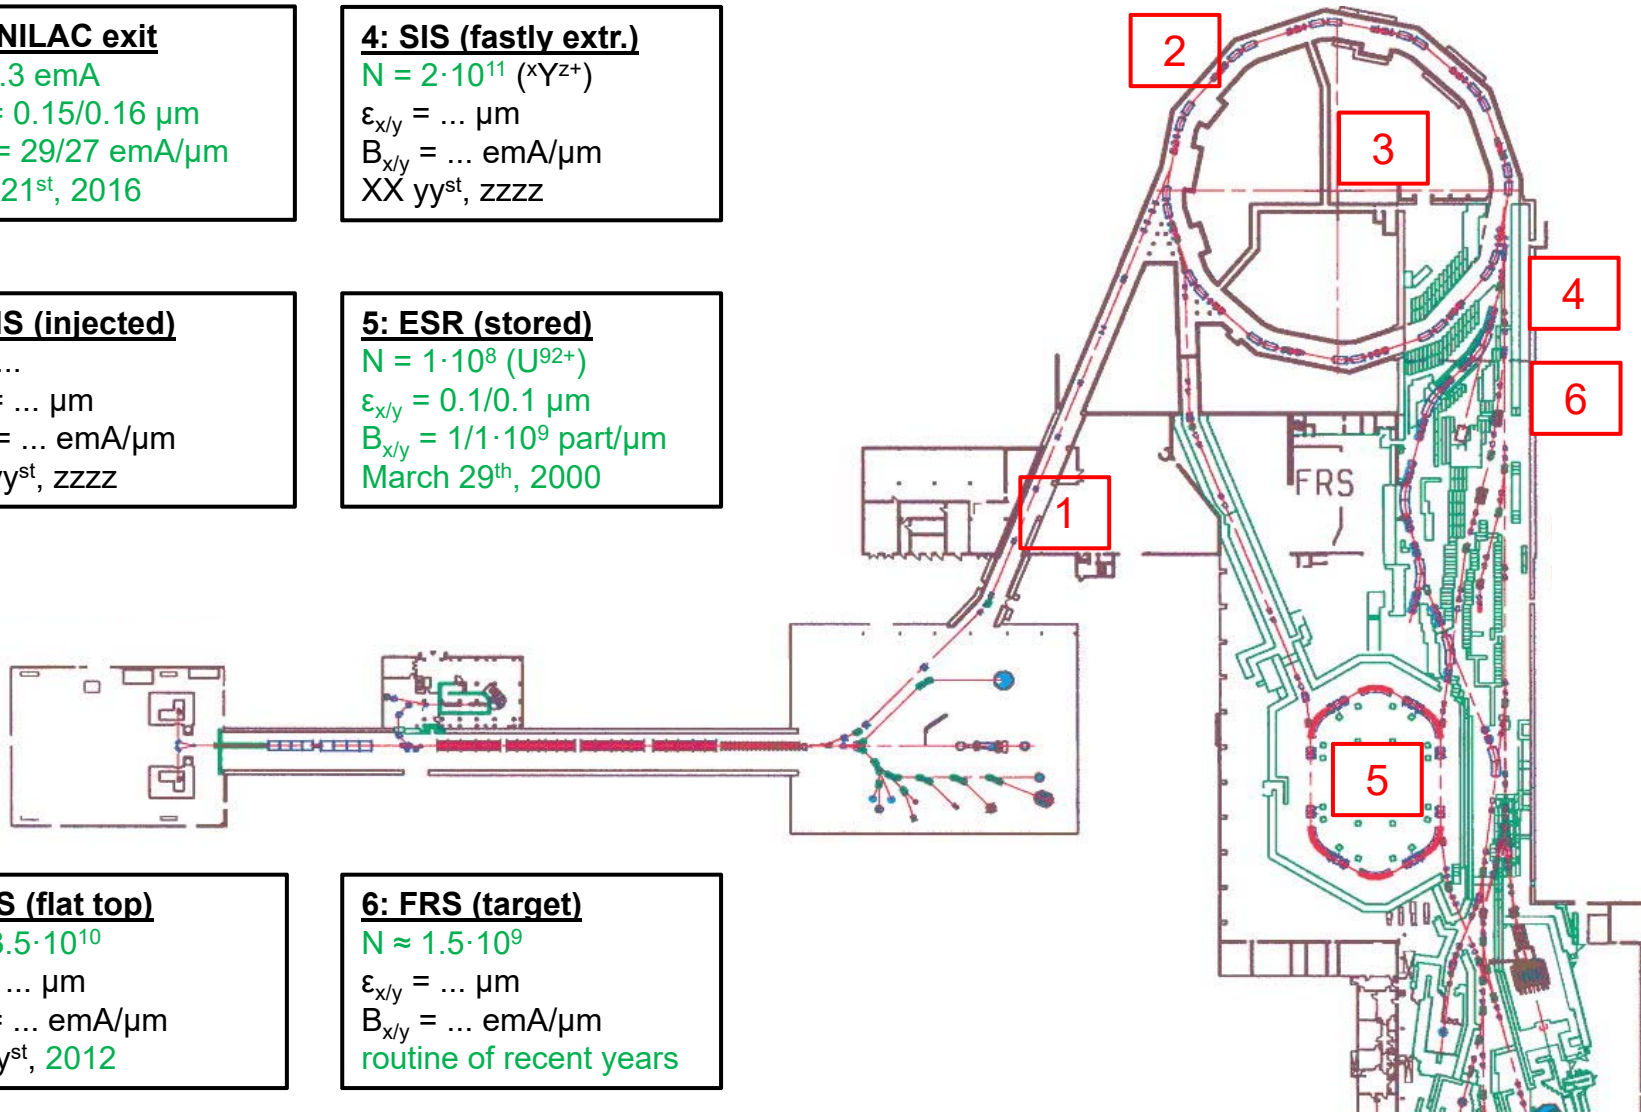 NILAC exit
.3 emA
= 0.15/0.16 μm
= 29/27 emA/μm
21st, 2016
4: SIS (fastly extr.)
N = 2·10¹¹ (ˣYᶻ⁺)
εx/y = ... μm
Bx/y = ... emA/μm
XX yyst, zzzz
IS (injected)
...
= ... μm
= ... emA/μm
yst, zzzz
5: ESR (stored)
N = 1·10⁸ (U⁹²⁺)
εx/y = 0.1/0.1 μm
Bx/y = 1/1·10⁹ part/μm
March 29th, 2000
S (flat top)
3.5·10¹⁰
... μm
= ... emA/μm
yst, 2012
6: FRS (target)
N ≈ 1.5·10⁹
εx/y = ... μm
Bx/y = ... emA/μm
routine of recent years
2
3
4
6
FRS
1
5